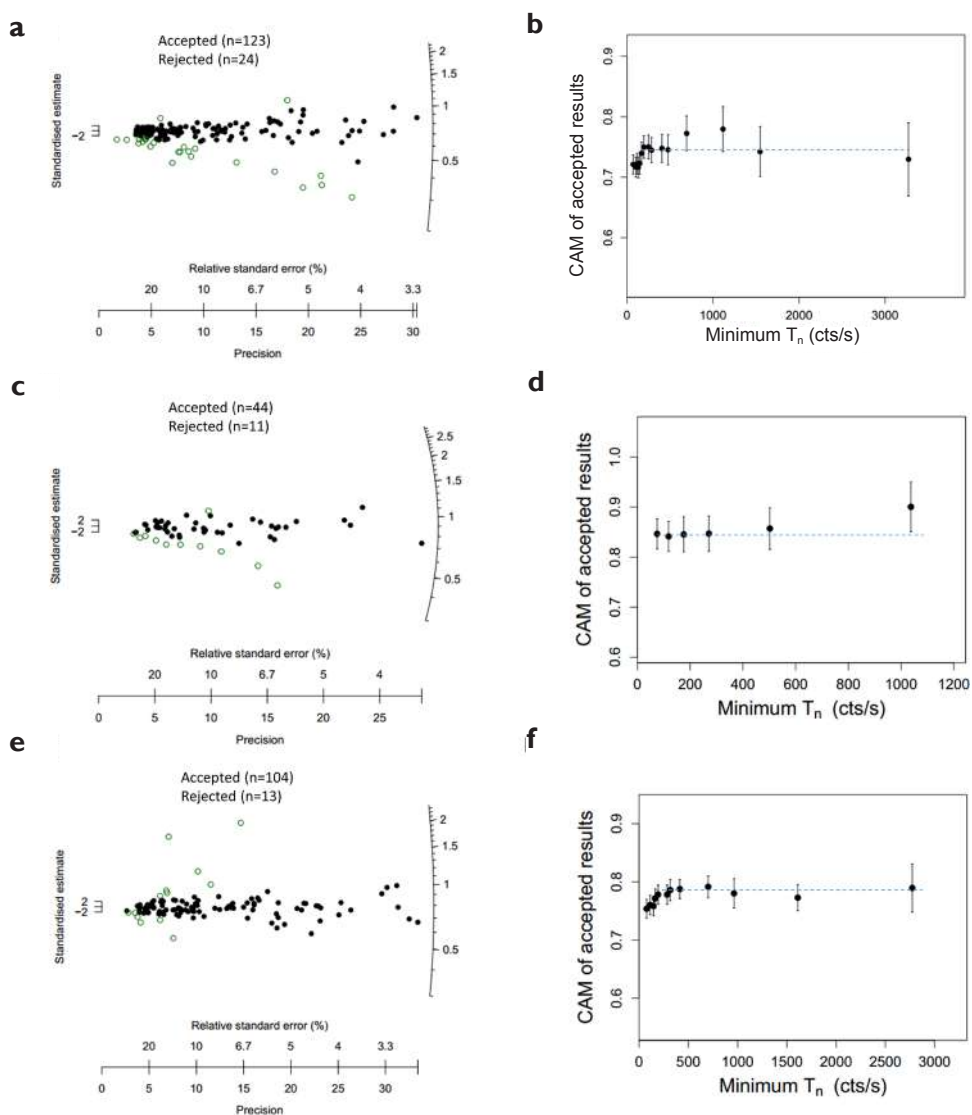 a
Accepted (n=123)
Rejected (n=24)
Standardised estimate
−2
2
1.5
1
0.5
Relative standard error (%)
20 10 6.7 5 4 3.3
0 5 10 15 20 25 30
Precision
b
CAM of accepted results
0.9
0.8
0.7
0.6
0 1000 2000 3000
Minimum Tn (cts/s)
c
Accepted (n=44)
Rejected (n=11)
Standardised estimate
2
−2
2.5
2
1.5
1
0.5
Relative standard error (%)
20 10 6.7 5 4
0 5 10 15 20 25
Precision
d
CAM of accepted results
1.0
0.9
0.8
0.7
0.6
0 200 400 600 800 1000 1200
Minimum Tn (cts/s)
e
Accepted (n=104)
Rejected (n=13)
Standardised estimate
2
−2
2
1.5
1
0.5
Relative standard error (%)
20 10 6.7 5 4 3.3
0 5 10 15 20 25 30
Precision
f
CAM of accepted results
0.9
0.8
0.7
0.6
0 500 1000 1500 2000 2500 3000
Minimum Tn (cts/s)